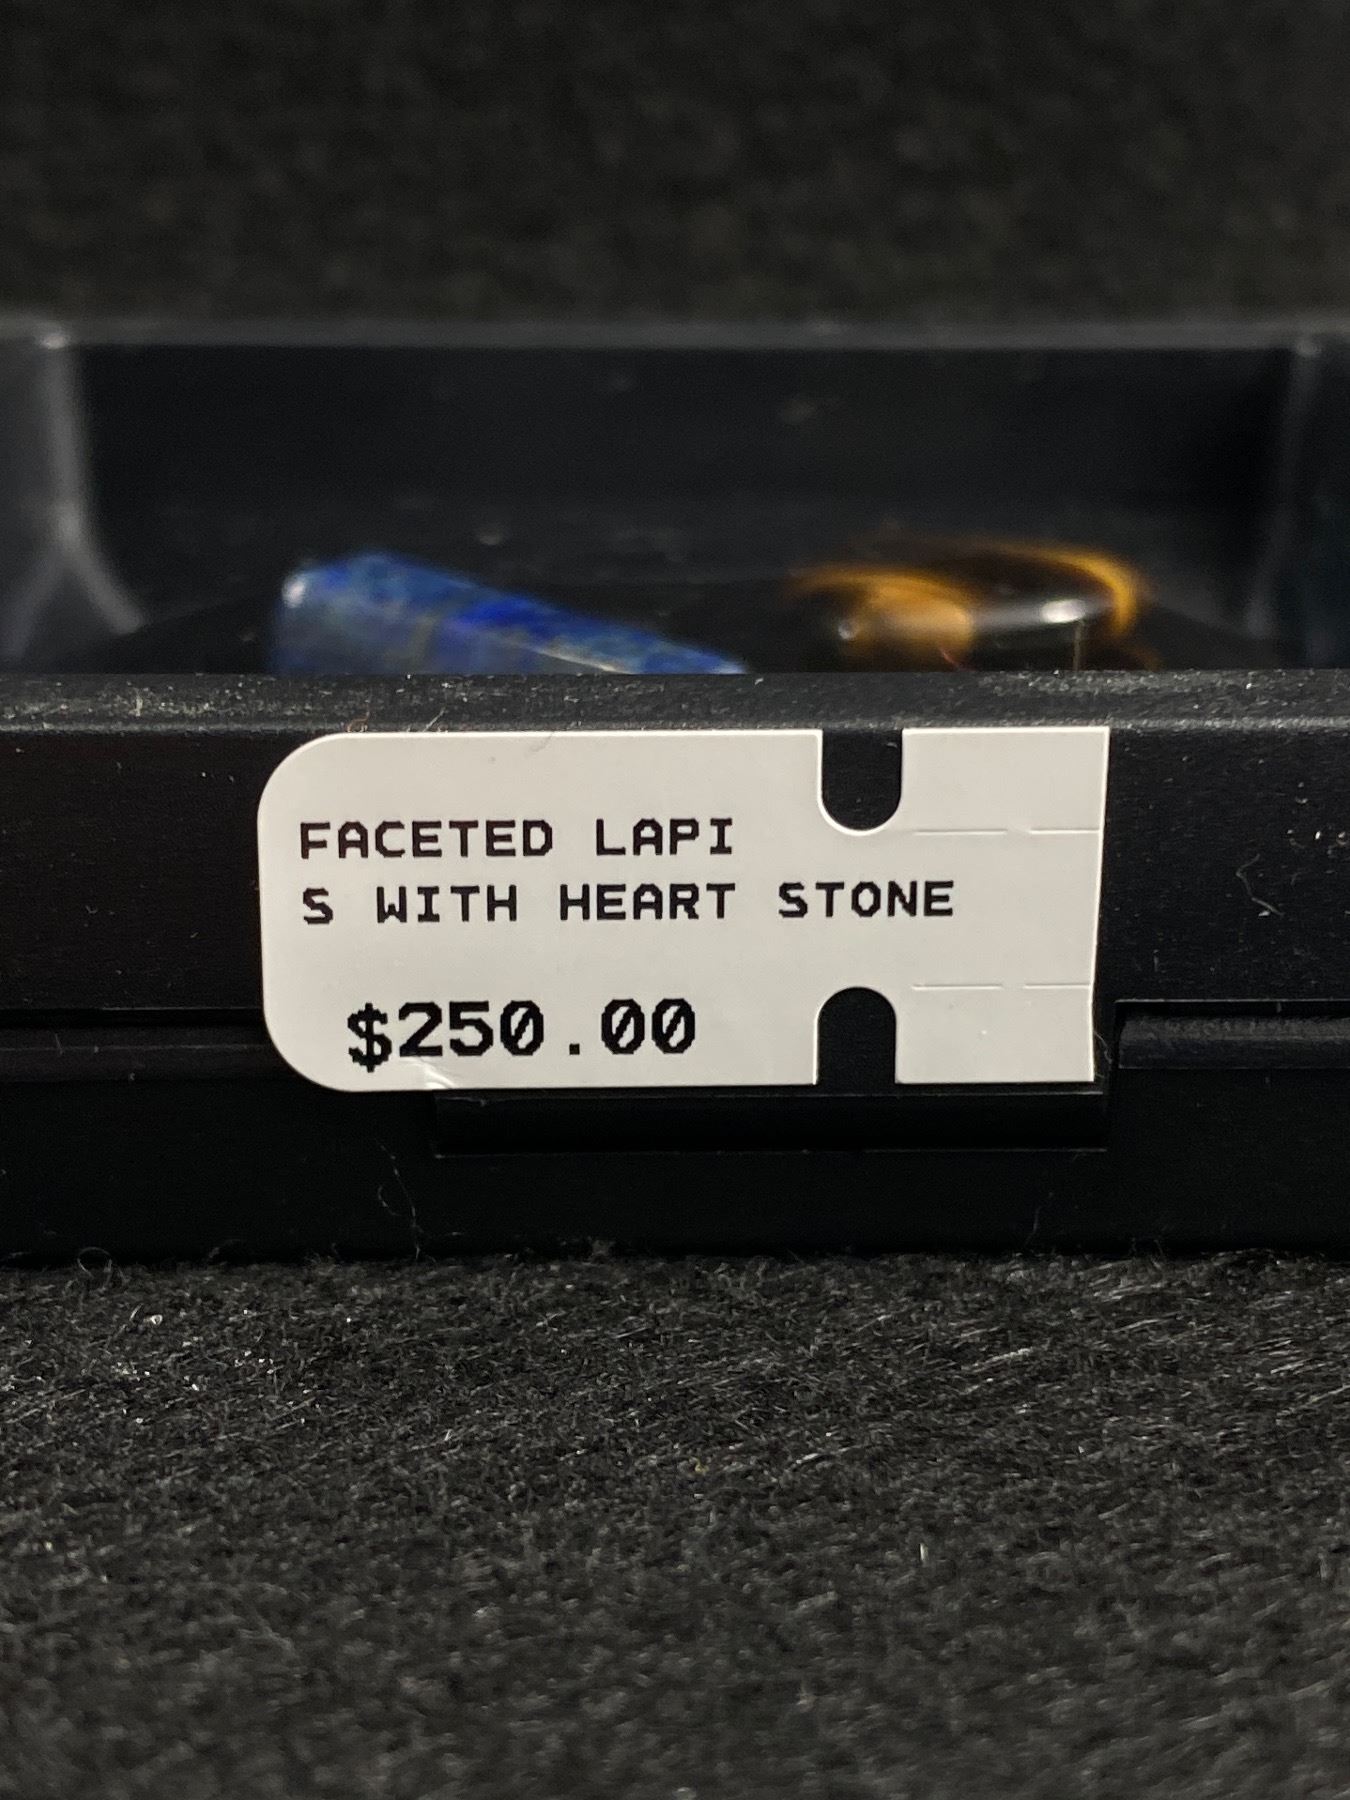 FACETED LAPI
S WITH HEART STONE
$250.00